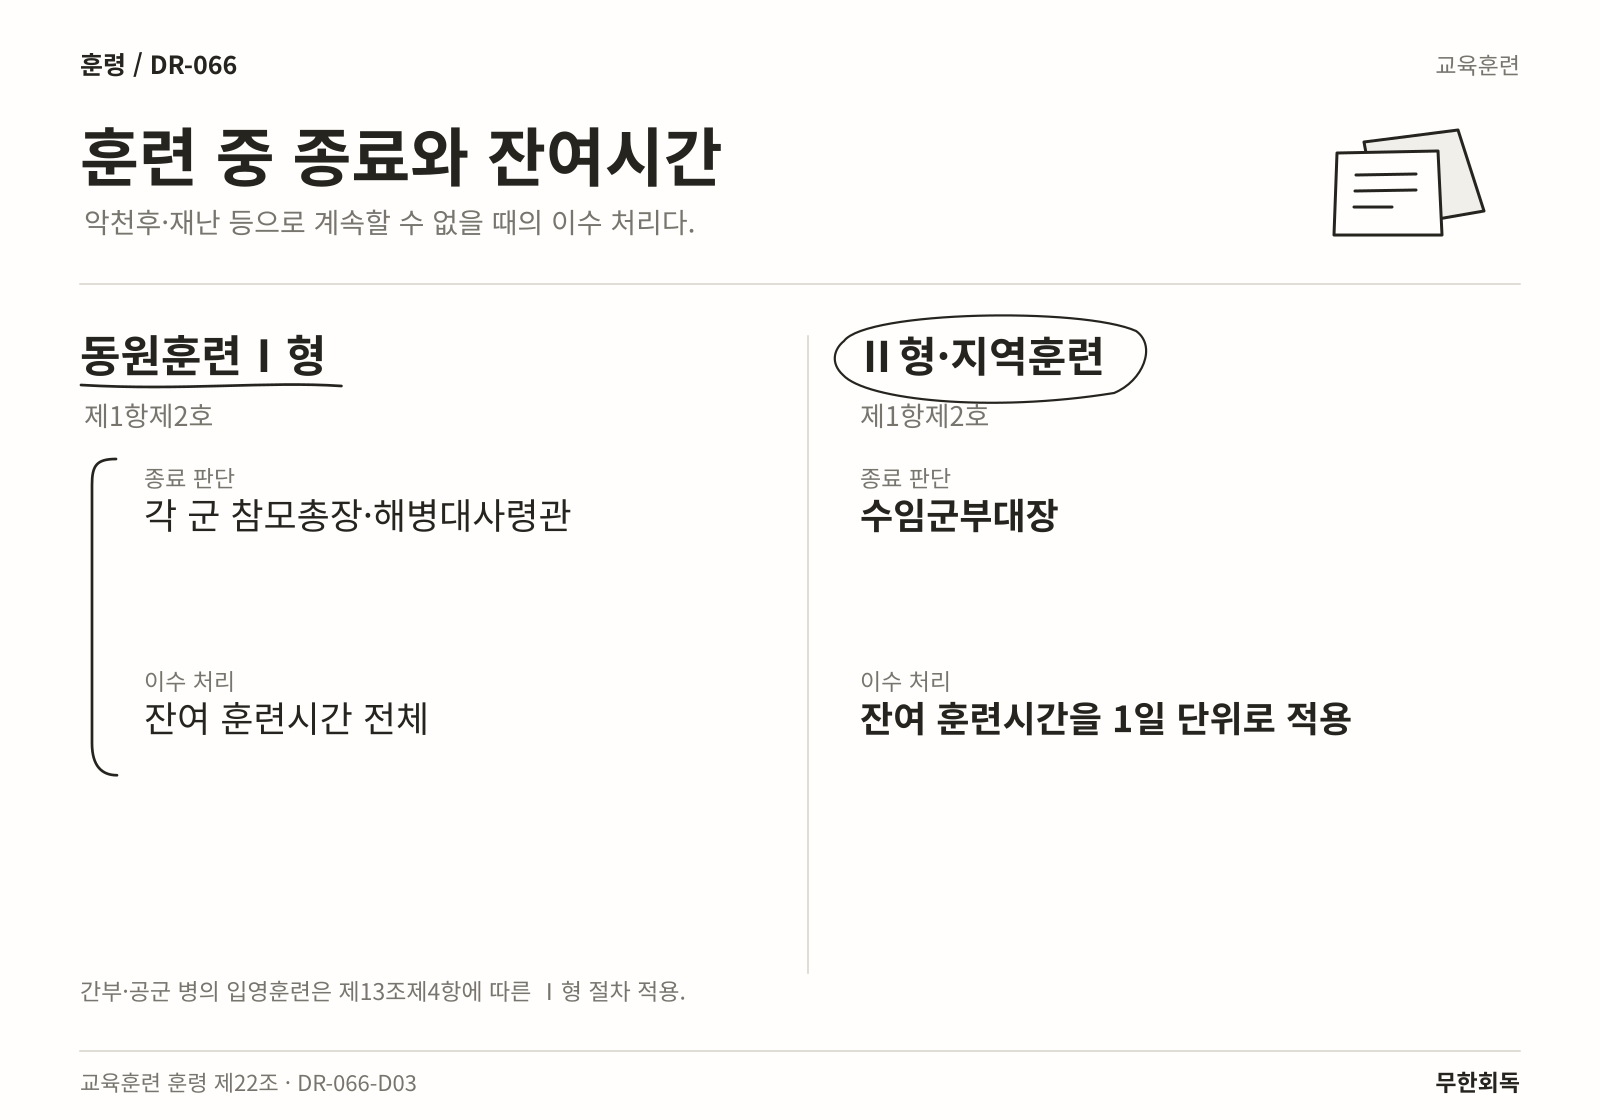 훈령 / DR-066
교육훈련
훈련 중 종료와 잔여시간
악천후·재난 등으로 계속할 수 없을 때의 이수 처리다.
동원훈련Ⅰ형
제1항제2호
종료 판단
각 군 참모총장·해병대사령관
이수 처리
잔여 훈련시간 전체
Ⅱ형·지역훈련
제1항제2호
종료 판단
수임군부대장
이수 처리
잔여 훈련시간을 1일 단위로 적용
간부·공군 병의 입영훈련은 제13조제4항에 따른 Ⅰ형 절차 적용.
교육훈련 훈령 제22조 · DR-066-D03
무한회독